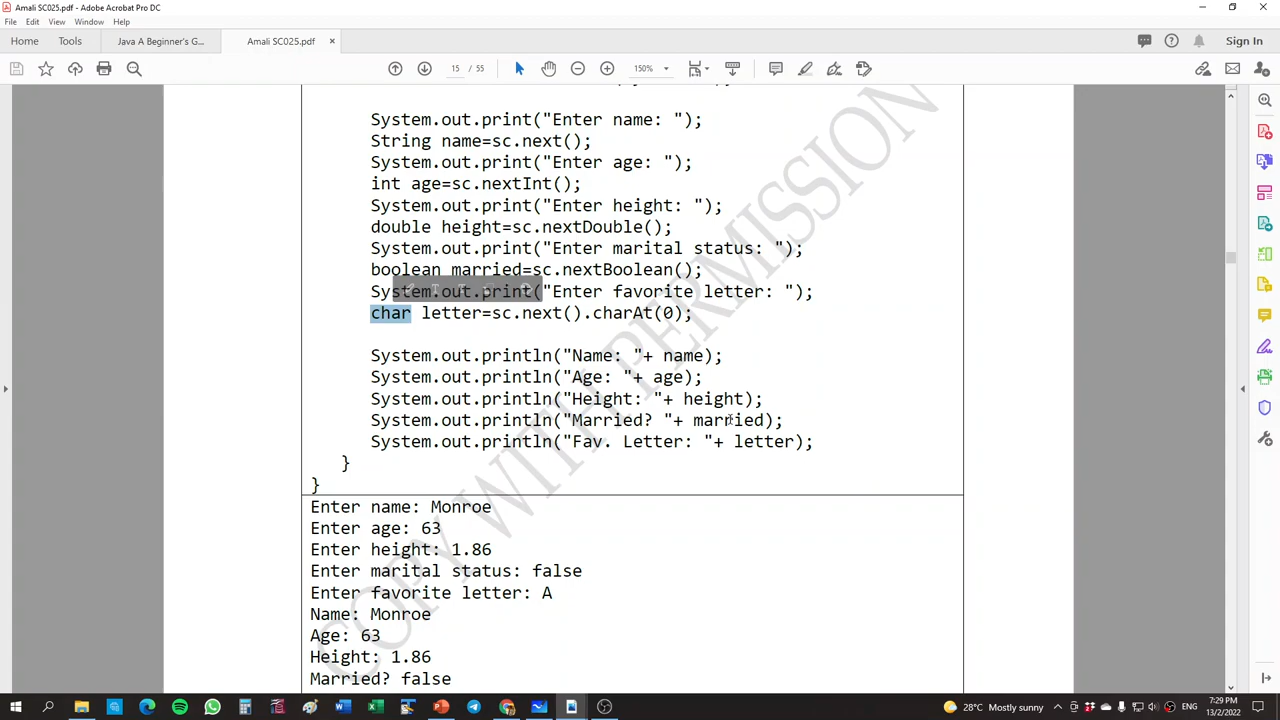 Amali SC025.pdf - Adobe Acrobat Pro DC
File Edit View Window Help
Home Tools Java A Beginner's G... Amali SC025.pdf × Sign In
15 / 55 150%
System.out.print("Enter name: ");
String name=sc.next();
System.out.print("Enter age: ");
int age=sc.nextInt();
System.out.print("Enter height: ");
double height=sc.nextDouble();
System.out.print("Enter marital status: ");
boolean married=sc.nextBoolean();
System.out.print("Enter favorite letter: ");
char letter=sc.next().charAt(0);
System.out.println("Name: "+ name);
System.out.println("Age: "+ age);
System.out.println("Height: "+ height);
System.out.println("Married? "+ married);
System.out.println("Fav. Letter: "+ letter);
}
}
Enter name: Monroe
Enter age: 63
Enter height: 1.86
Enter marital status: false
Enter favorite letter: A
Name: Monroe
Age: 63
Height: 1.86
Married? false
COPY WITH PERMISSION
28°C Mostly sunny ENG 7:29 PM
13/2/2022